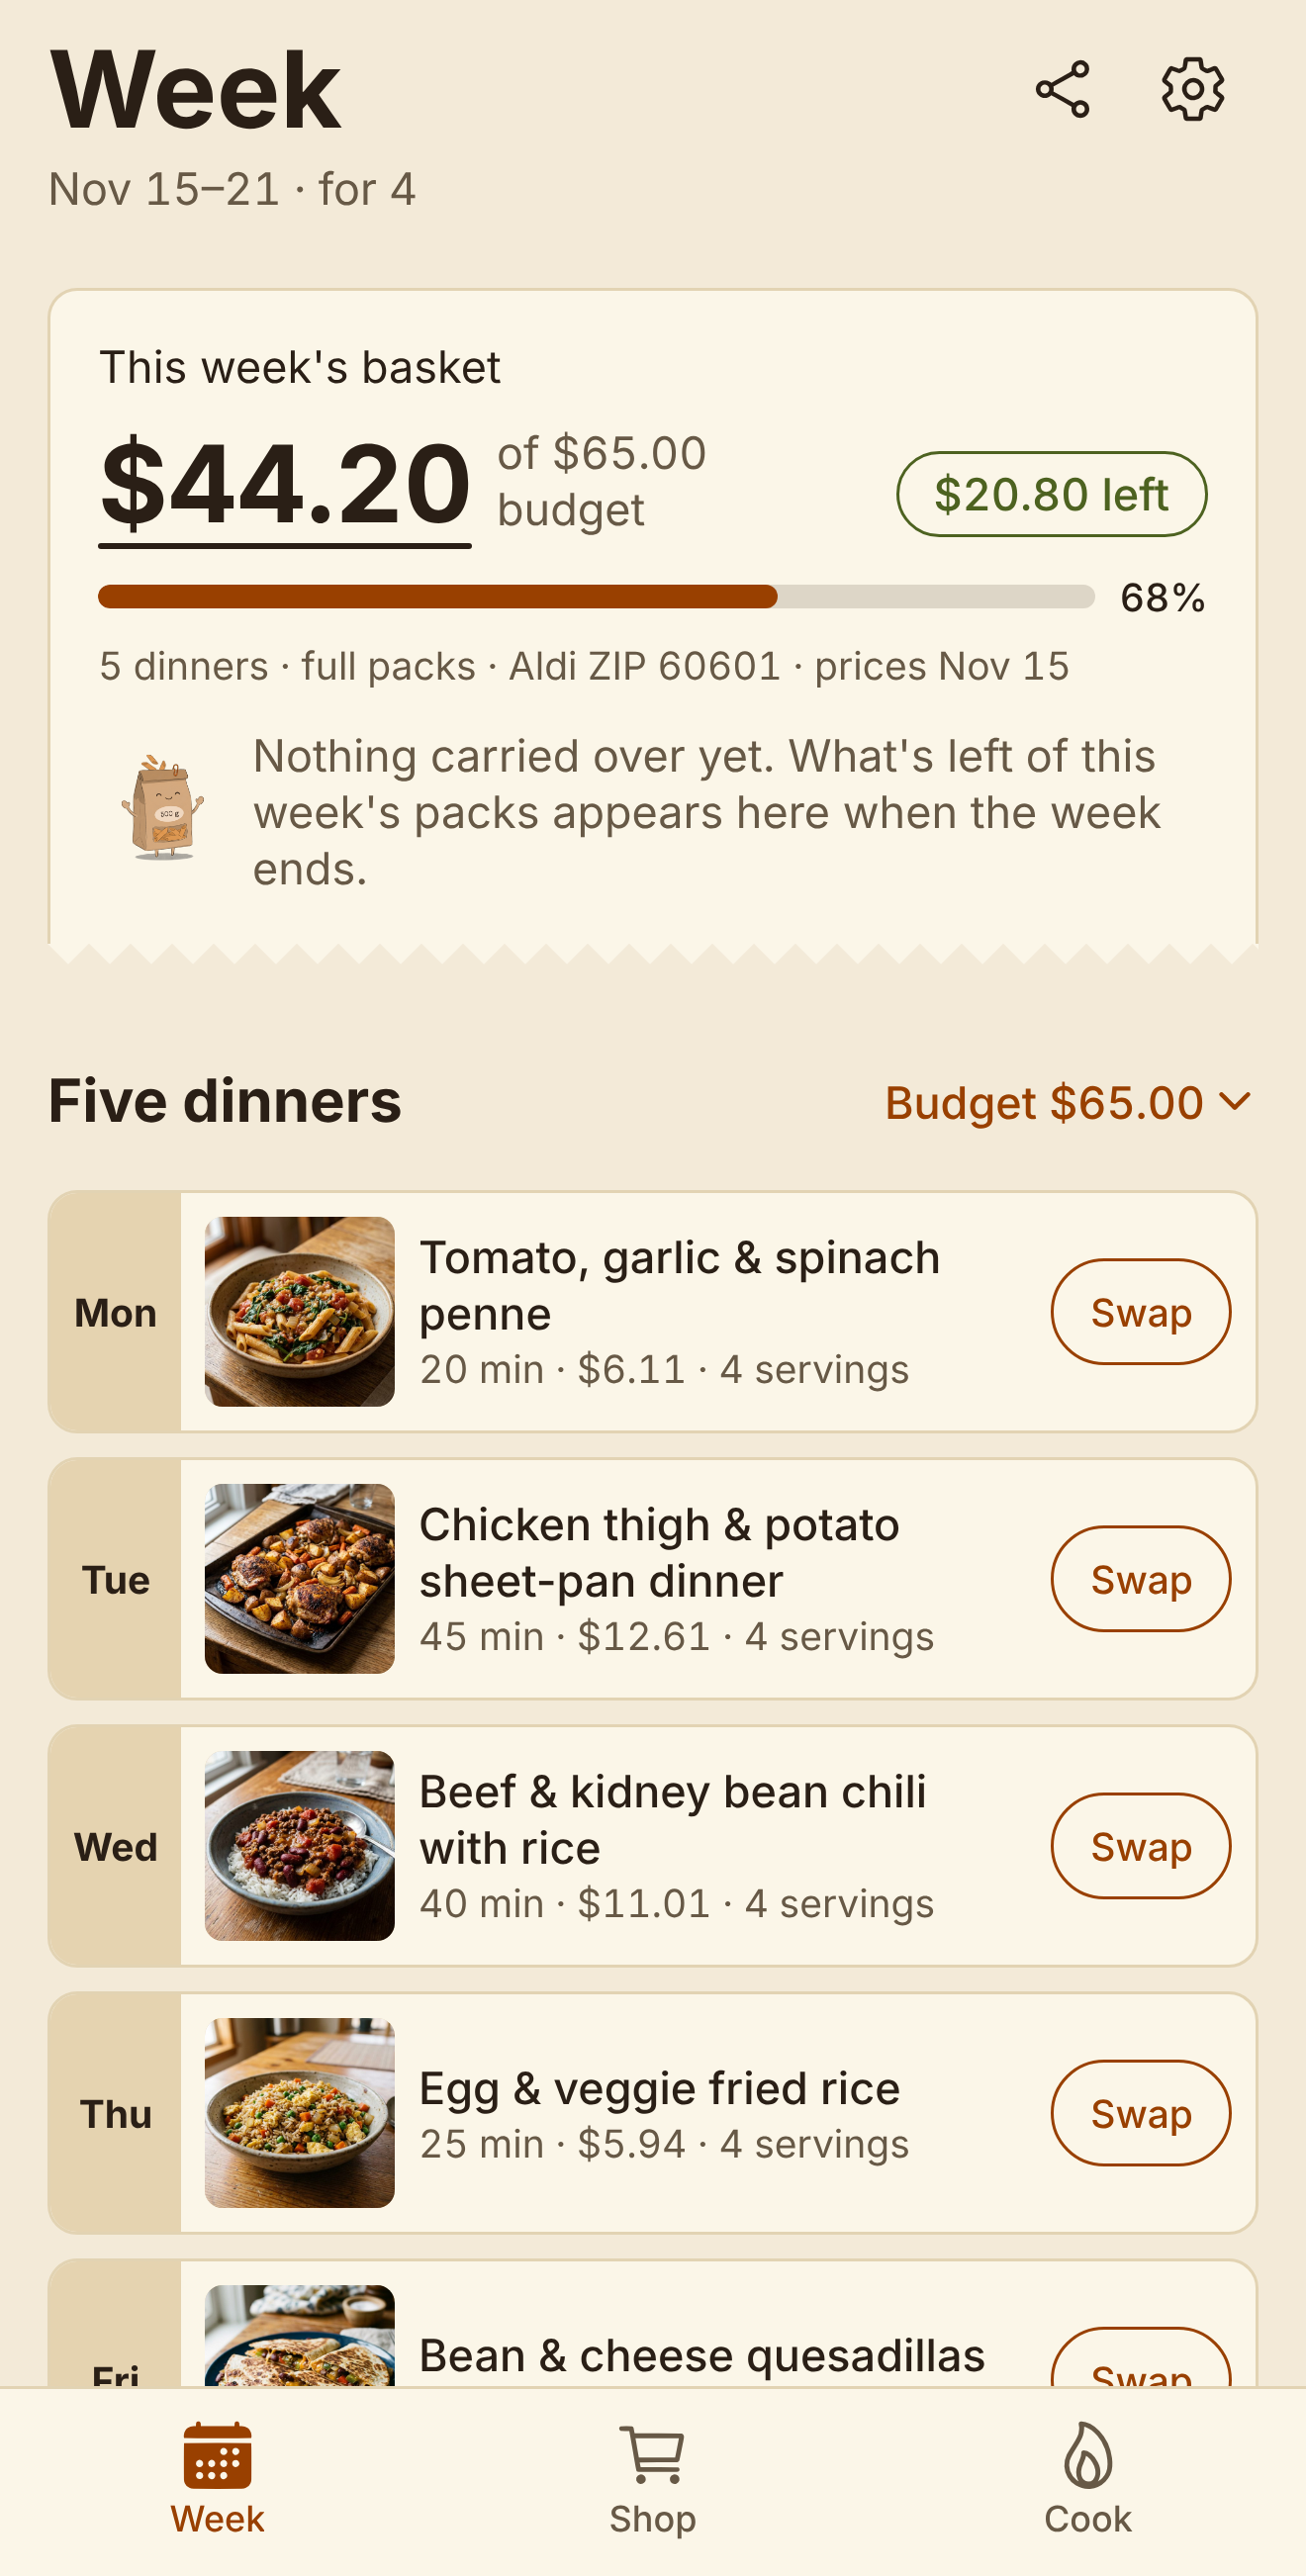 Week
Nov 15–21 · for 4
This week's basket
$44.20
of $65.00
budget
$20.80 left
68%
5 dinners · full packs · Aldi ZIP 60601 · prices Nov 15
500 g
Nothing carried over yet. What's left of this
week's packs appears here when the week
ends.
Five dinners
Budget $65.00
Mon
Tomato, garlic & spinach
penne
20 min · $6.11 · 4 servings
Swap
Tue
Chicken thigh & potato
sheet-pan dinner
45 min · $12.61 · 4 servings
Swap
Wed
Beef & kidney bean chili
with rice
40 min · $11.01 · 4 servings
Swap
Thu
Egg & veggie fried rice
25 min · $5.94 · 4 servings
Swap
Fri
Bean & cheese quesadillas
Swap
Week
Shop
Cook